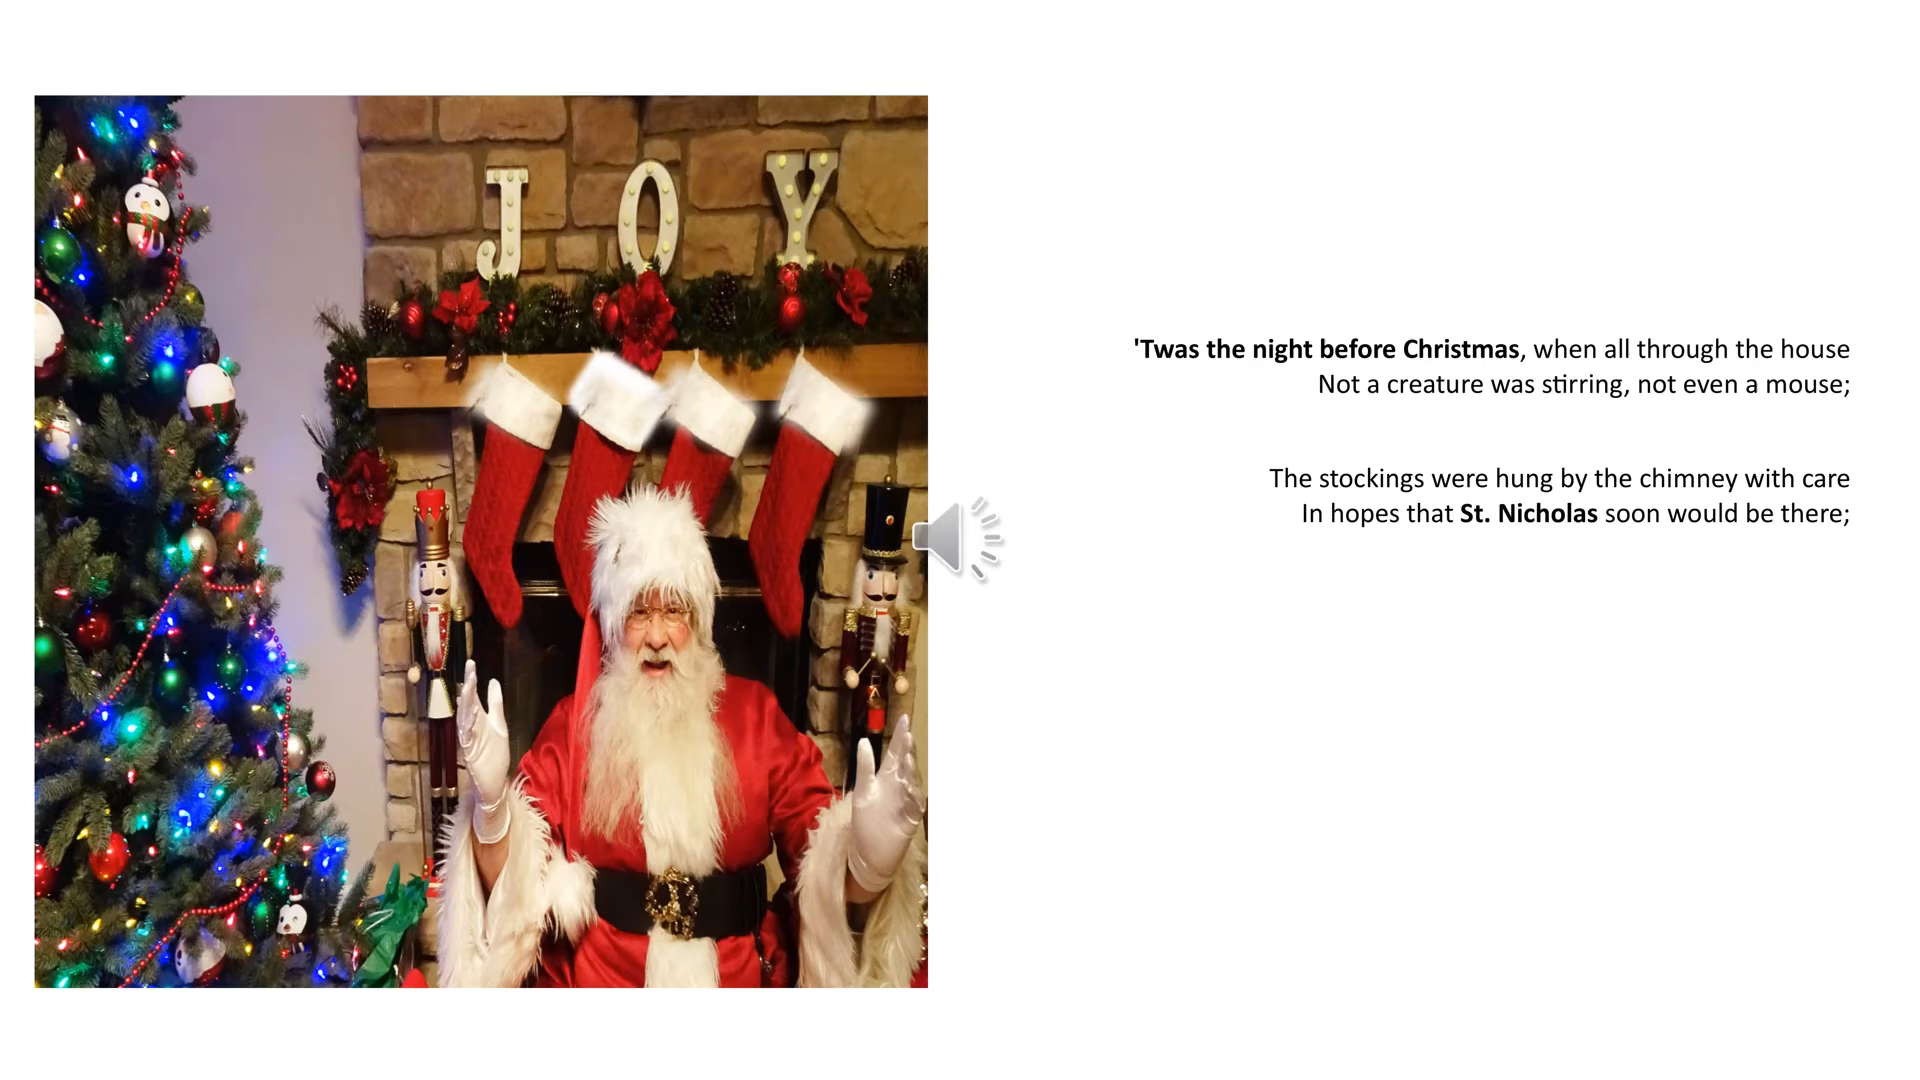 JOY
'Twas the night before Christmas, when all through the house
Not a creature was stirring, not even a mouse;
The stockings were hung by the chimney with care
In hopes that St. Nicholas soon would be there;